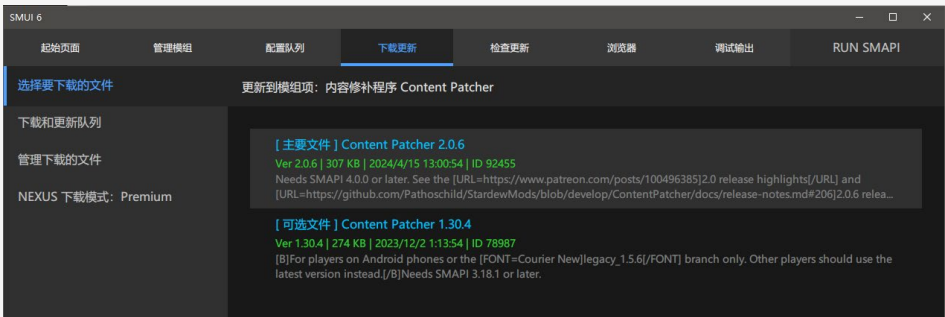 SMUI 6
起始页面 管理模组 配置队列 下载更新 检查更新 浏览器 调试输出 RUN SMAPI
选择要下载的文件
更新到模组项：内容修补程序 Content Patcher
下载和更新队列
管理下载的文件
NEXUS 下载模式：Premium
[ 主要文件 ] Content Patcher 2.0.6
Ver 2.0.6 | 307 KB | 2024/4/15 13:00:54 | ID 92455
Needs SMAPI 4.0.0 or later. See the [URL=https://www.patreon.com/posts/100496385]2.0 release highlights[/URL] and
[URL=https://github.com/Pathoschild/StardewMods/blob/develop/ContentPatcher/docs/release-notes.md#206]2.0.6 relea...
[ 可选文件 ] Content Patcher 1.30.4
Ver 1.30.4 | 274 KB | 2023/12/2 1:13:54 | ID 78987
[B]For players on Android phones or the [FONT=Courier New]legacy_1.5.6[/FONT] branch only. Other players should use the
latest version instead.[/B]Needs SMAPI 3.18.1 or later.